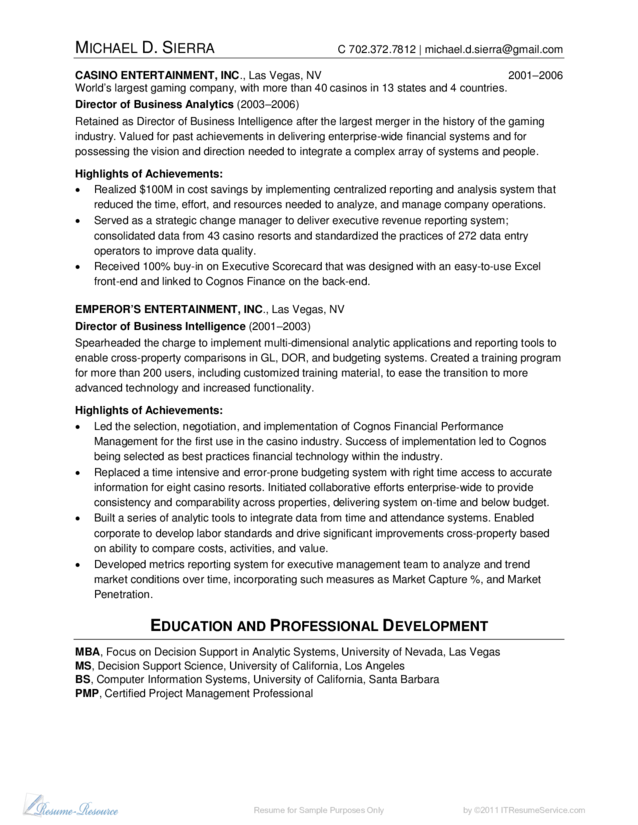 MICHAEL D. SIERRA C 702.372.7812 | michael.d.sierra@gmail.com
CASINO ENTERTAINMENT, INC., Las Vegas, NV 2001–2006
World's largest gaming company, with more than 40 casinos in 13 states and 4 countries.
Director of Business Analytics (2003–2006)
Retained as Director of Business Intelligence after the largest merger in the history of the gaming
industry. Valued for past achievements in delivering enterprise-wide financial systems and for
possessing the vision and direction needed to integrate a complex array of systems and people.
Highlights of Achievements:
• Realized $100M in cost savings by implementing centralized reporting and analysis system that
reduced the time, effort, and resources needed to analyze, and manage company operations.
• Served as a strategic change manager to deliver executive revenue reporting system;
consolidated data from 43 casino resorts and standardized the practices of 272 data entry
operators to improve data quality.
• Received 100% buy-in on Executive Scorecard that was designed with an easy-to-use Excel
front-end and linked to Cognos Finance on the back-end.
EMPEROR'S ENTERTAINMENT, INC., Las Vegas, NV
Director of Business Intelligence (2001–2003)
Spearheaded the charge to implement multi-dimensional analytic applications and reporting tools to
enable cross-property comparisons in GL, DOR, and budgeting systems. Created a training program
for more than 200 users, including customized training material, to ease the transition to more
advanced technology and increased functionality.
Highlights of Achievements:
• Led the selection, negotiation, and implementation of Cognos Financial Performance
Management for the first use in the casino industry. Success of implementation led to Cognos
being selected as best practices financial technology within the industry.
• Replaced a time intensive and error-prone budgeting system with right time access to accurate
information for eight casino resorts. Initiated collaborative efforts enterprise-wide to provide
consistency and comparability across properties, delivering system on-time and below budget.
• Built a series of analytic tools to integrate data from time and attendance systems. Enabled
corporate to develop labor standards and drive significant improvements cross-property based
on ability to compare costs, activities, and value.
• Developed metrics reporting system for executive management team to analyze and trend
market conditions over time, incorporating such measures as Market Capture %, and Market
Penetration.
EDUCATION AND PROFESSIONAL DEVELOPMENT
MBA, Focus on Decision Support in Analytic Systems, University of Nevada, Las Vegas
MS, Decision Support Science, University of California, Los Angeles
BS, Computer Information Systems, University of California, Santa Barbara
PMP, Certified Project Management Professional
Resume-Resource Resume for Sample Purposes Only by ©2011 ITResumeService.com